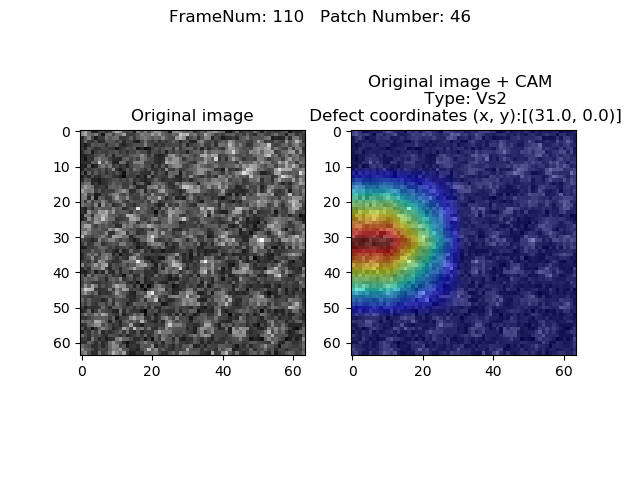 FrameNum: 110   Patch Number: 46
Original image
Original image + CAM
Type: Vs2
Defect coordinates (x, y):[(31.0, 0.0)]
0
10
20
30
40
50
60
0 20 40 60
0
10
20
30
40
50
60
0 20 40 60